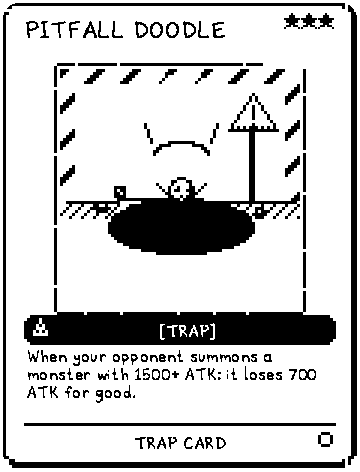 PITFALL DOODLE
[TRAP]
When your opponent summons a
monster with 1500+ ATK: it loses 700
ATK for good.
TRAP CARD